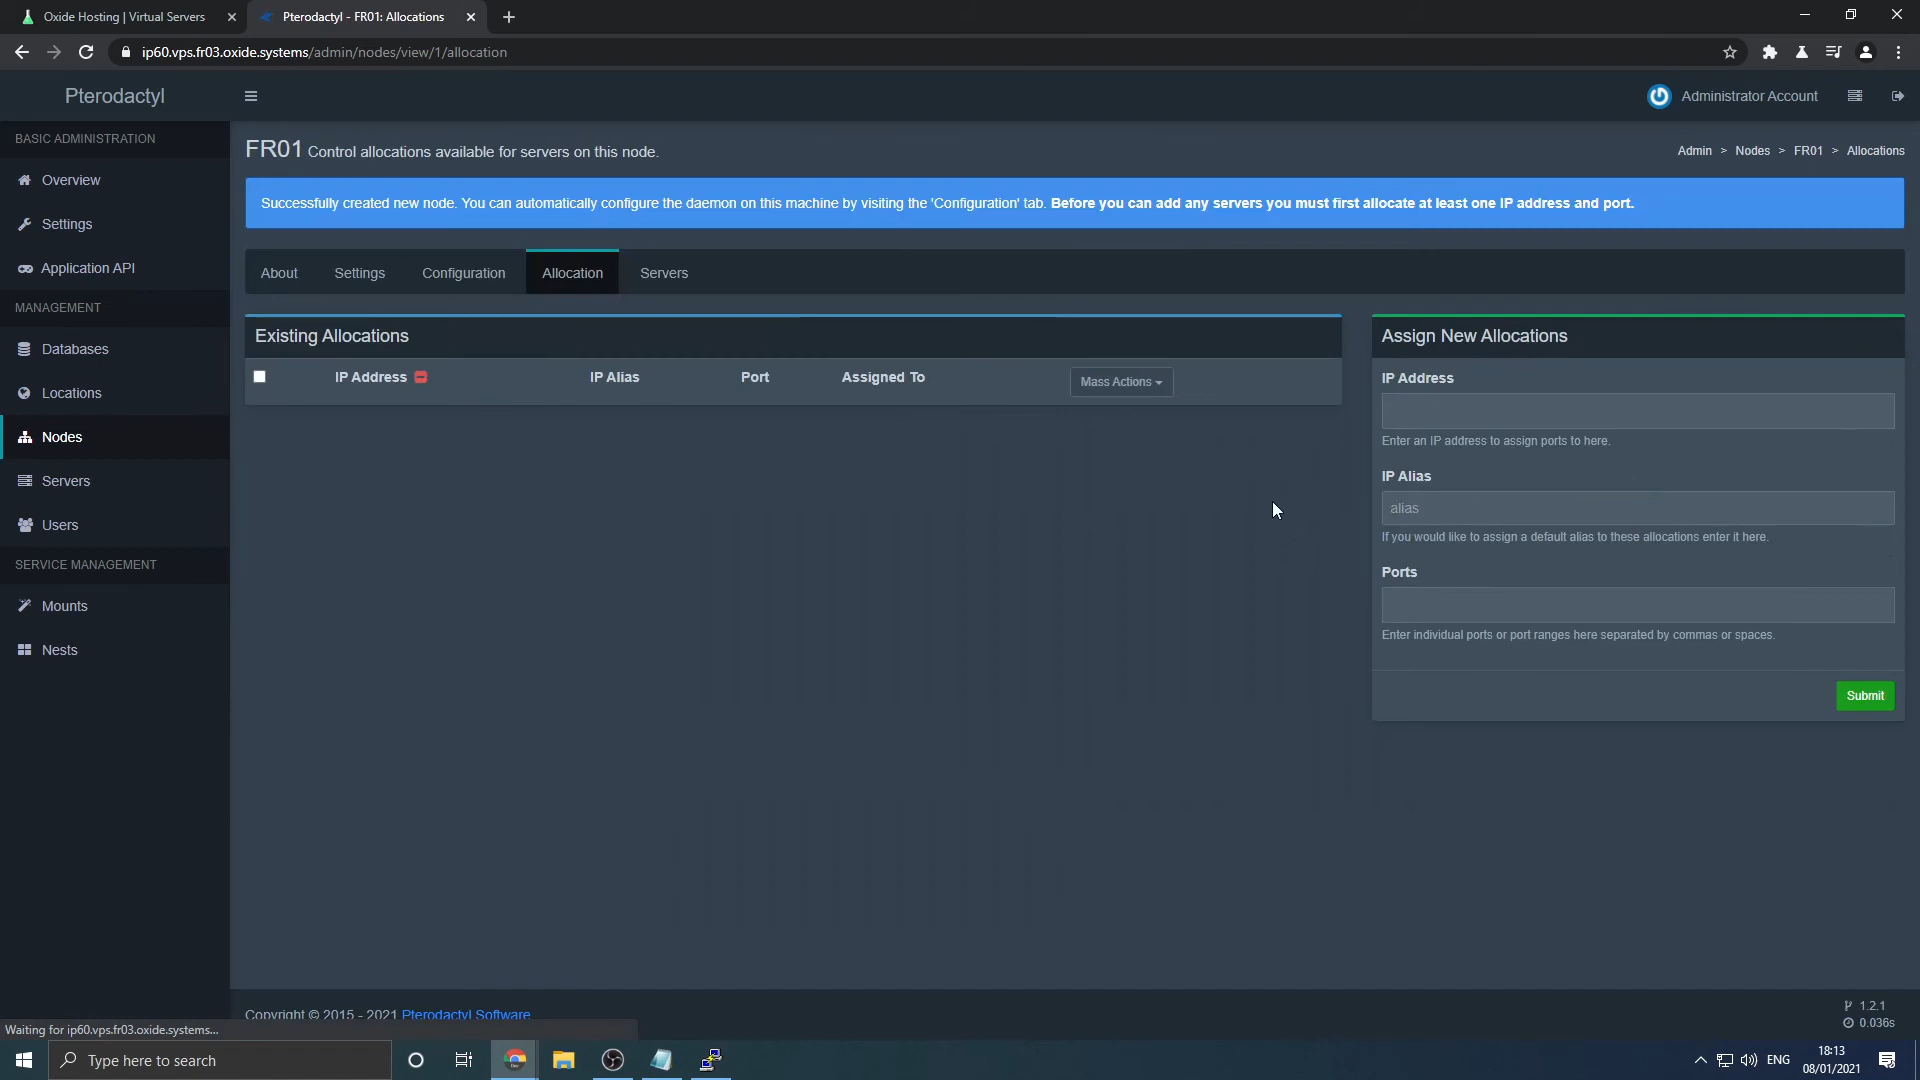 Oxide Hosting | Virtual Servers
Pterodactyl - FR01: Allocations
ip60.vps.fr03.oxide.systems/admin/nodes/view/1/allocation
Pterodactyl
Administrator Account
BASIC ADMINISTRATION
Overview
Settings
Application API
MANAGEMENT
Databases
Locations
Nodes
Servers
Users
SERVICE MANAGEMENT
Mounts
Nests
FR01 Control allocations available for servers on this node.
Admin > Nodes > FR01 > Allocations
Successfully created new node. You can automatically configure the daemon on this machine by visiting the 'Configuration' tab. Before you can add any servers you must first allocate at least one IP address and port.
About
Settings
Configuration
Allocation
Servers
Existing Allocations
IP Address
IP Alias
Port
Assigned To
Mass Actions
Assign New Allocations
IP Address
Enter an IP address to assign ports to here.
IP Alias
alias
If you would like to assign a default alias to these allocations enter it here.
Ports
Enter individual ports or port ranges here separated by commas or spaces.
Submit
Copyright © 2015 - 2021 Pterodactyl Software
1.2.1
0.036s
Waiting for ip60.vps.fr03.oxide.systems...
Type here to search
Dev
ENG
18:13
08/01/2021